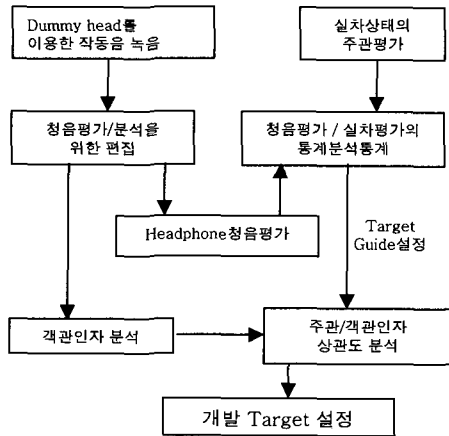 Dummy head를
이용한 작동음 녹음
실차상태의
주관평가
청음평가/분석을
위한 편집
청음평가 / 실차평가의
통계분석통계
Headphone청음평가
Target
Guide설정
객관인자 분석
주관/객관인자
상관도 분석
개발 Target 설정